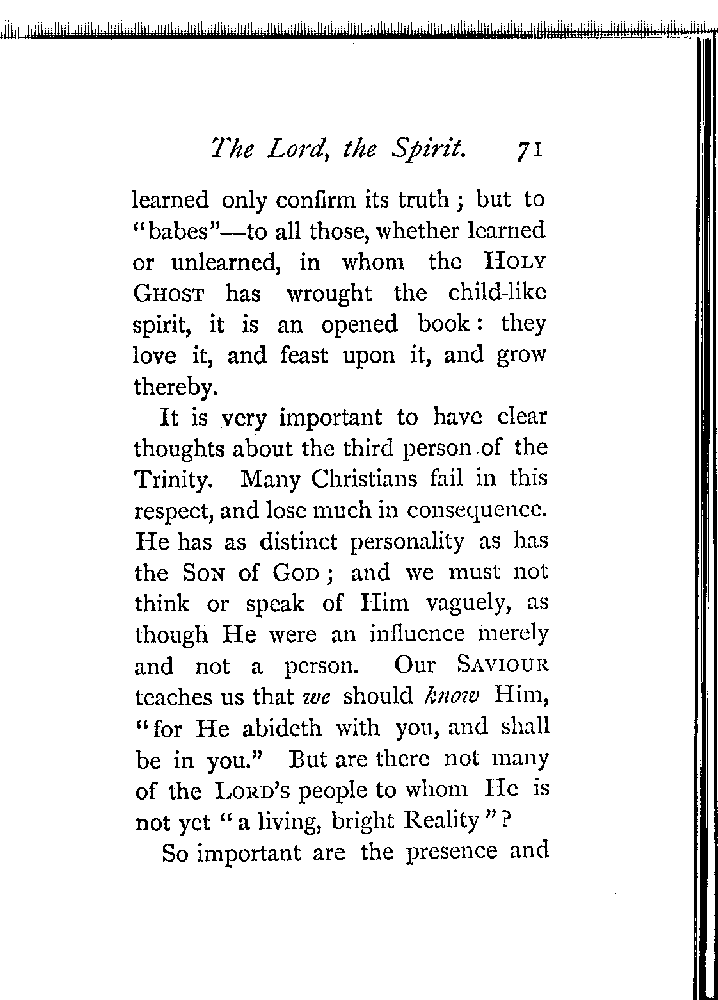 The Lord, the Spirit. 71
learned only confirm its truth ; but to
"babes"—to all those, whether learned
or unlearned, in whom the HOLY
GHOST has wrought the child-like
spirit, it is an opened book : they
love it, and feast upon it, and grow
thereby.
It is very important to have clear
thoughts about the third person of the
Trinity. Many Christians fail in this
respect, and lose much in consequence.
He has as distinct personality as has
the SON of GOD ; and we must not
think or speak of Him vaguely, as
though He were an influence merely
and not a person. Our SAVIOUR
teaches us that we should know Him,
"for He abideth with you, and shall
be in you." But are there not many
of the LORD'S people to whom He is
not yet "a living, bright Reality"?
So important are the presence and